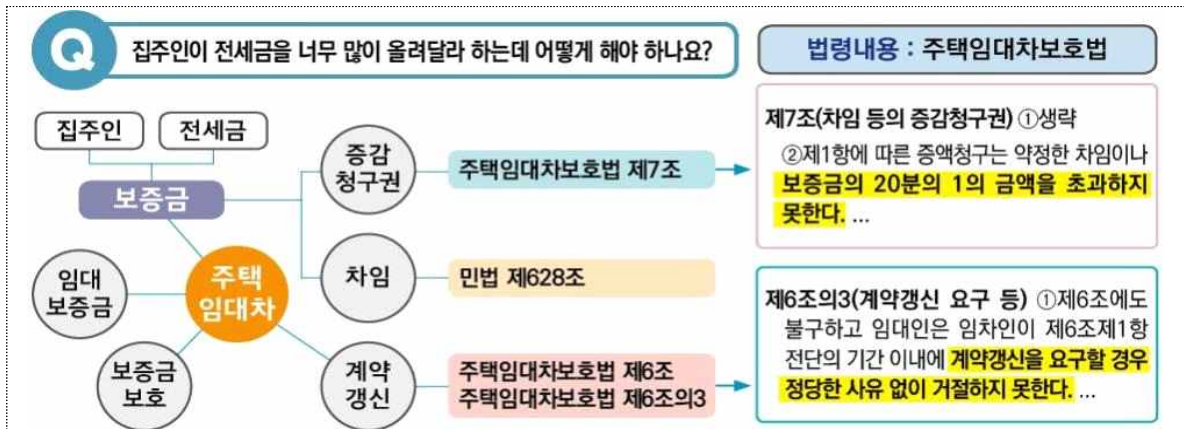 Q 집주인이 전세금을 너무 많이 올려달라 하는데 어떻게 해야 하나요?
법령내용 : 주택임대차보호법
집주인
전세금
보증금
임대
보증금
보증금
보호
주택
임대차
증감
청구권
차임
계약
갱신
주택임대차보호법 제7조
민법 제628조
주택임대차보호법 제6조
주택임대차보호법 제6조의3
제7조(차임 등의 증감청구권) ①생략
②제1항에 따른 증액청구는 약정한 차임이나
보증금의 20분의 1의 금액을 초과하지
못한다. ...
제6조의3(계약갱신 요구 등) ①제6조에도
불구하고 임대인은 임차인이 제6조제1항
전단의 기간 이내에 계약갱신을 요구할 경우
정당한 사유 없이 거절하지 못한다. ...